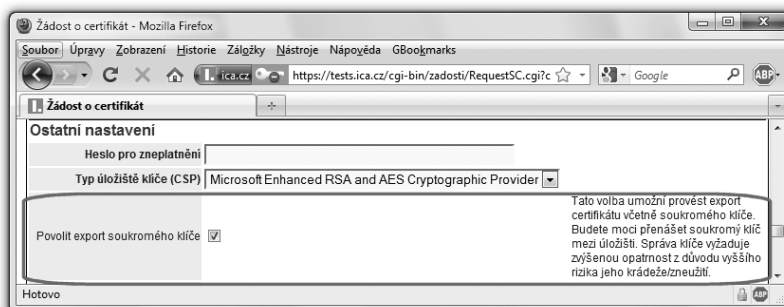 Žádost o certifikát - Mozilla Firefox
Soubor Úpravy Zobrazení Historie Záložky Nástroje Nápověda GBookmarks
I. ica.cz https://tests.ica.cz/cgi-bin/zadosti/RequestSC.cgi?c Google ABP
I. Žádost o certifikát
Ostatní nastavení
Heslo pro zneplatnění
Typ úložiště klíče (CSP) Microsoft Enhanced RSA and AES Cryptographic Provider
Povolit export soukromého klíče
Tato volba umožní provést export
certifikátu včetně soukromého klíče.
Budete moci přenášet soukromý klíč
mezi úložišti. Správa klíče vyžaduje
zvýšenou opatrnost z důvodu vyššího
rizika jeho krádeže/zneužití.
Hotovo ABP